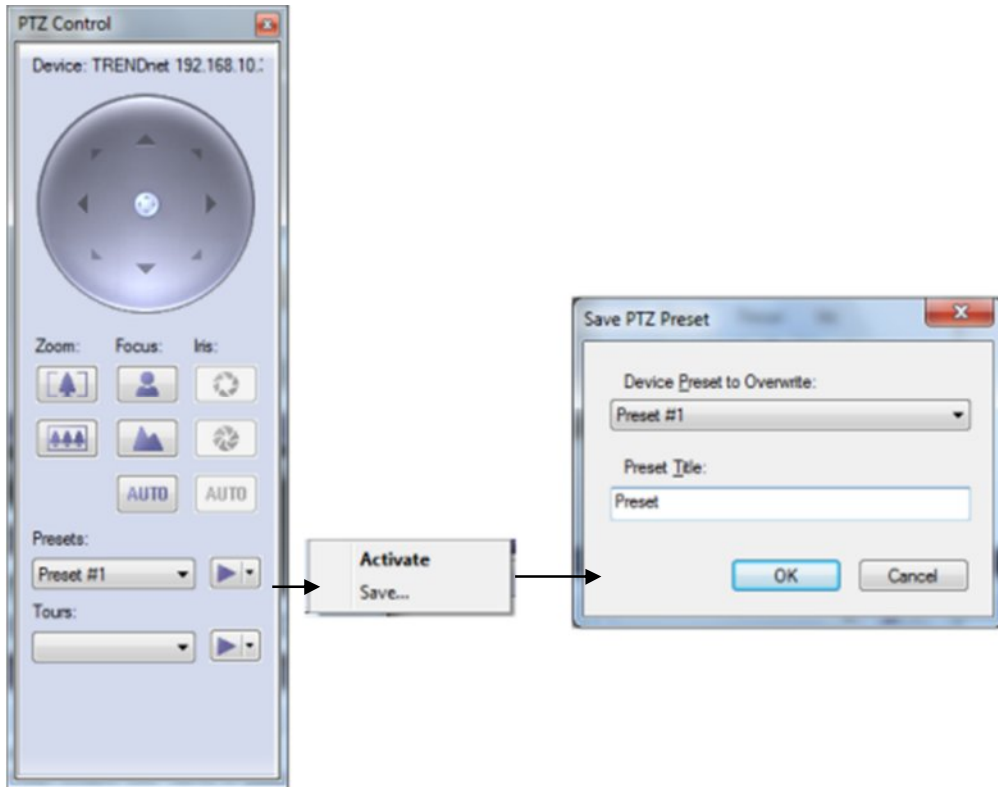 PTZ Control
Device: TRENDnet 192.168.10.:
Zoom: Focus: Iris:
AUTO AUTO
Presets:
Preset #1
Tours:
Activate
Save...
Save PTZ Preset
Device Preset to Overwrite:
Preset #1
Preset Title:
Preset
OK Cancel